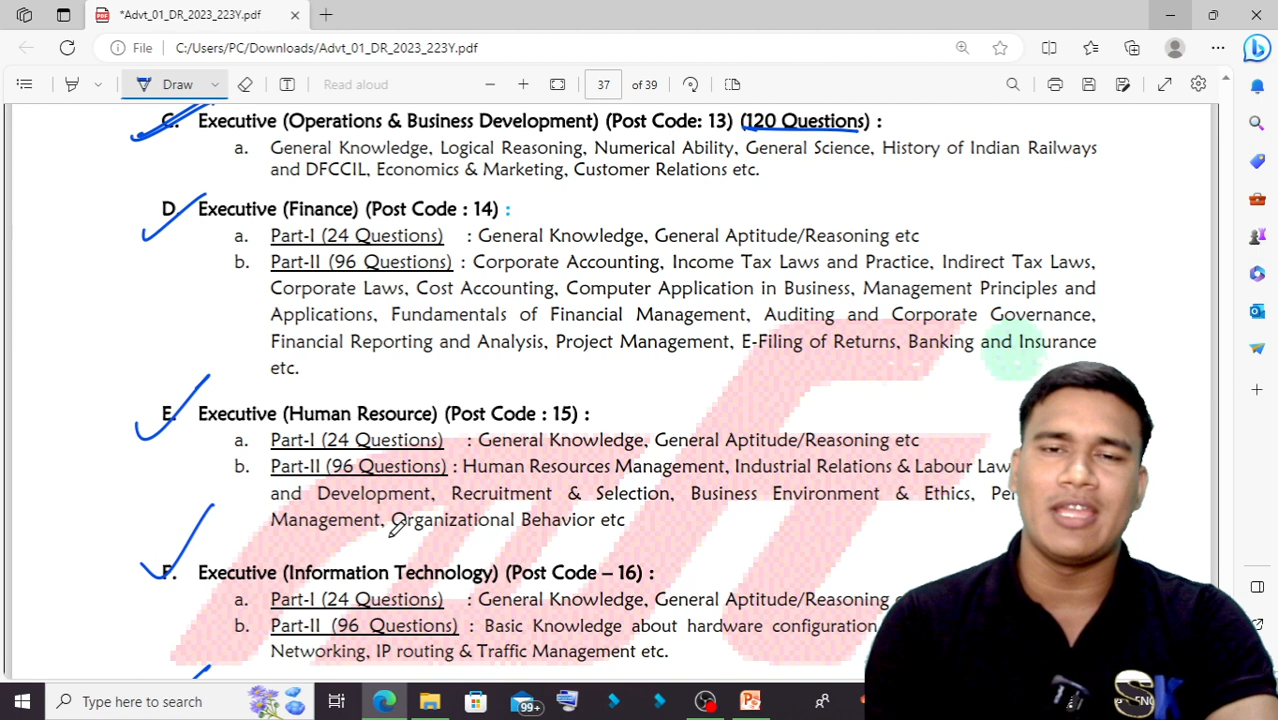 *Advt_01_DR_2023_223Y.pdf
File C:/Users/PC/Downloads/Advt_01_DR_2023_223Y.pdf
Draw Read aloud 37 of 39
C. Executive (Operations & Business Development) (Post Code: 13) (120 Questions) :
a. General Knowledge, Logical Reasoning, Numerical Ability, General Science, History of Indian Railways
and DFCCIL, Economics & Marketing, Customer Relations etc.
D. Executive (Finance) (Post Code : 14) :
a. Part-I (24 Questions) : General Knowledge, General Aptitude/Reasoning etc
b. Part-II (96 Questions) : Corporate Accounting, Income Tax Laws and Practice, Indirect Tax Laws,
Corporate Laws, Cost Accounting, Computer Application in Business, Management Principles and
Applications, Fundamentals of Financial Management, Auditing and Corporate Governance,
Financial Reporting and Analysis, Project Management, E-Filing of Returns, Banking and Insurance
etc.
E. Executive (Human Resource) (Post Code : 15) :
a. Part-I (24 Questions) : General Knowledge, General Aptitude/Reasoning etc
b. Part-II (96 Questions) : Human Resources Management, Industrial Relations & Labour Law
and Development, Recruitment & Selection, Business Environment & Ethics,
Management, Organizational Behavior etc
F. Executive (Information Technology) (Post Code – 16) :
a. Part-I (24 Questions) : General Knowledge, General Aptitude/Reasoning
b. Part-II (96 Questions) : Basic Knowledge about hardware configuration
Networking, IP routing & Traffic Management etc.
SK
Type here to search
99+